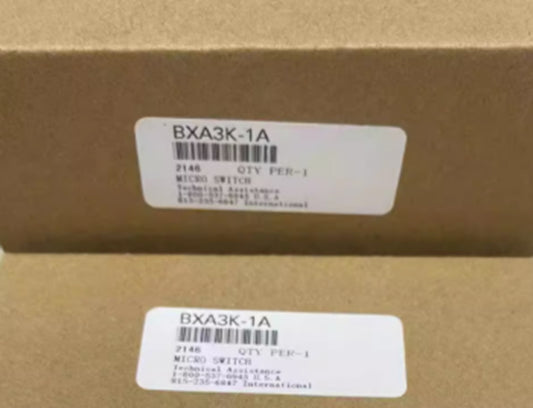 BXA3K-1A
2146 QTY PER-1
MICRO SWITCH
Technical Assistance
1-800-537-6945 U.S.A
815-235-6847 International
BXA3K-1A
2146 QTY PER-1
MICRO SWITCH
Technical Assistance
1-800-537-6945 U.S.A
815-235-6847 International